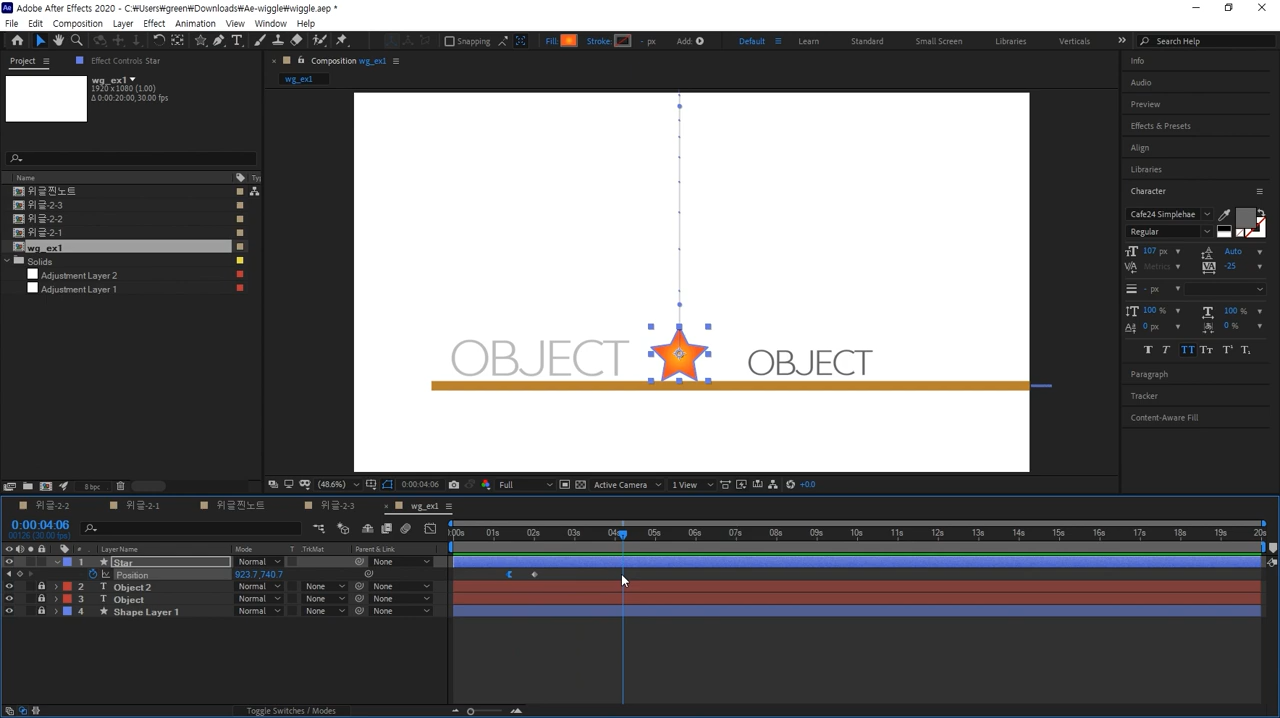 Adobe After Effects 2020 - C:\Users\green\Downloads\Ae-wiggle\wiggle.aep *
File Edit Composition Layer Effect Animation View Window Help
Snapping Fill: Stroke: - px Add: Default Learn Standard Small Screen Libraries Verticals Search Help
Project Effect Controls Star
wg_ex1
1920 x 1080 (1.00)
Δ 0:00:20:00, 30.00 fps
Name Ty
위글찐노트
위글-2-3
위글-2-2
위글-2-1
wg_ex1
Solids
Adjustment Layer 2
Adjustment Layer 1
8 bpc
Composition wg_ex1
wg_ex1
OBJECT OBJECT
(48.6%) 0:00:04:06 Full Active Camera 1 View +0.0
Info
Audio
Preview
Effects & Presets
Align
Libraries
Character
Cafe24 Simplehae
Regular
107 px Auto
Metrics -25
- px
100 % 100 %
0 px 0 %
T T TT Tт T¹ T₁
Paragraph
Tracker
Content-Aware Fill
위글-2-2 위글-2-1 위글찐노트 위글-2-3 wg_ex1
0:00:04:06
00126 (30.00 fps)
:00s 01s 02s 03s 04s 05s 06s 07s 08s 09s 10s 11s 12s 13s 14s 15s 16s 17s 18s 19s 20s
# Layer Name Mode T .TrkMat Parent & Link
1 Star Normal None
Position 923.7,740.7
2 Object 2 Normal None None
3 Object Normal None None
4 Shape Layer 1 Normal None None
Toggle Switches / Modes